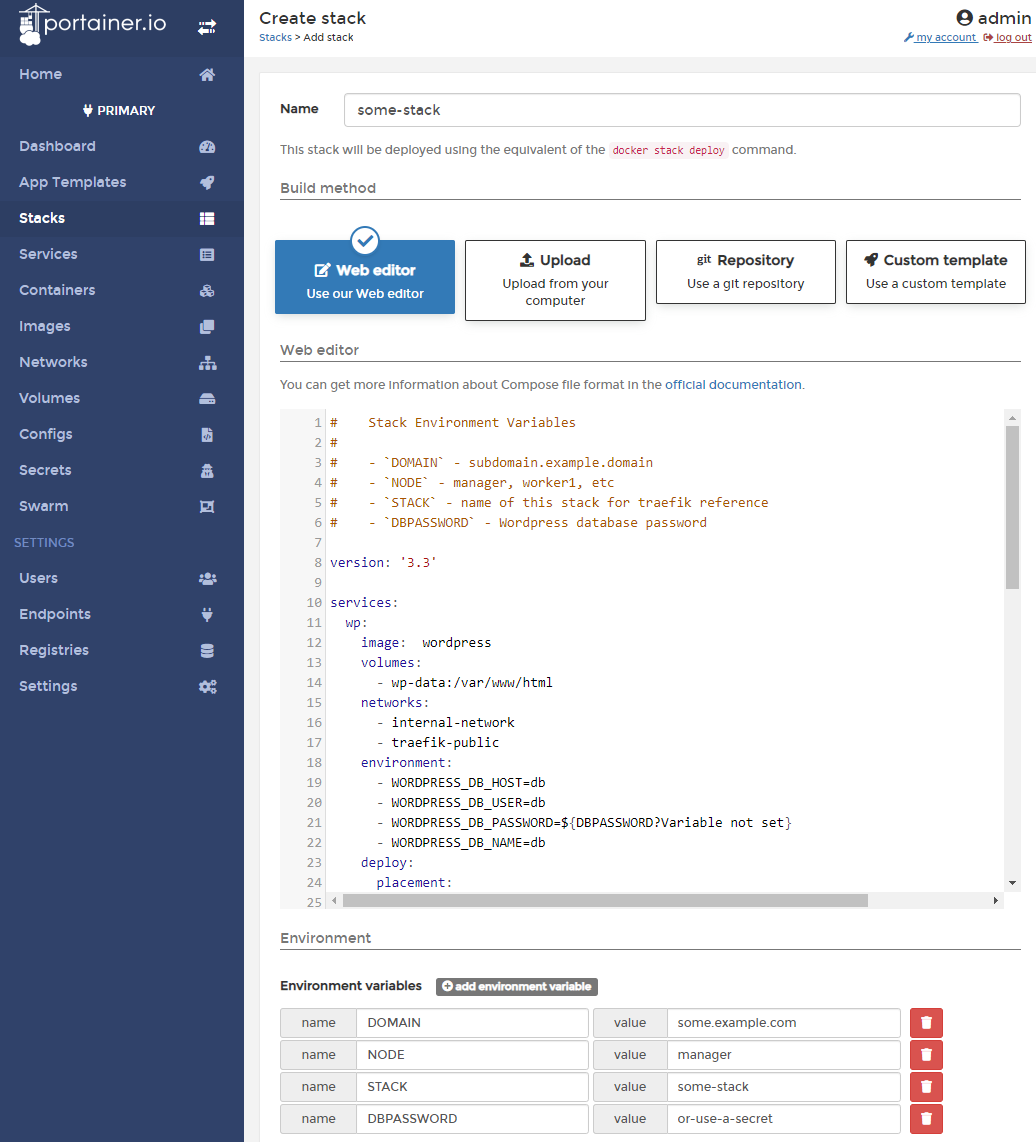 portainer.io
Home
PRIMARY
Dashboard
App Templates
Stacks
Services
Containers
Images
Networks
Volumes
Configs
Secrets
Swarm
SETTINGS
Users
Endpoints
Registries
Settings
Create stack
Stacks > Add stack
admin
my account log out
Name some-stack
This stack will be deployed using the equivalent of the docker stack deploy command.
Build method
Web editor
Use our Web editor
Upload
Upload from your
computer
git Repository
Use a git repository
Custom template
Use a custom template
Web editor
You can get more information about Compose file format in the official documentation.
1 #    Stack Environment Variables
2 #
3 #    - `DOMAIN` - subdomain.example.domain
4 #    - `NODE` - manager, worker1, etc
5 #    - `STACK` - name of this stack for traefik reference
6 #    - `DBPASSWORD` - Wordpress database password
7
8 version: '3.3'
9
10 services:
11   wp:
12     image:  wordpress
13     volumes:
14       - wp-data:/var/www/html
15     networks:
16       - internal-network
17       - traefik-public
18     environment:
19       - WORDPRESS_DB_HOST=db
20       - WORDPRESS_DB_USER=db
21       - WORDPRESS_DB_PASSWORD=${DBPASSWORD?Variable not set}
22       - WORDPRESS_DB_NAME=db
23     deploy:
24       placement:
25
Environment
Environment variables add environment variable
name DOMAIN value some.example.com
name NODE value manager
name STACK value some-stack
name DBPASSWORD value or-use-a-secret